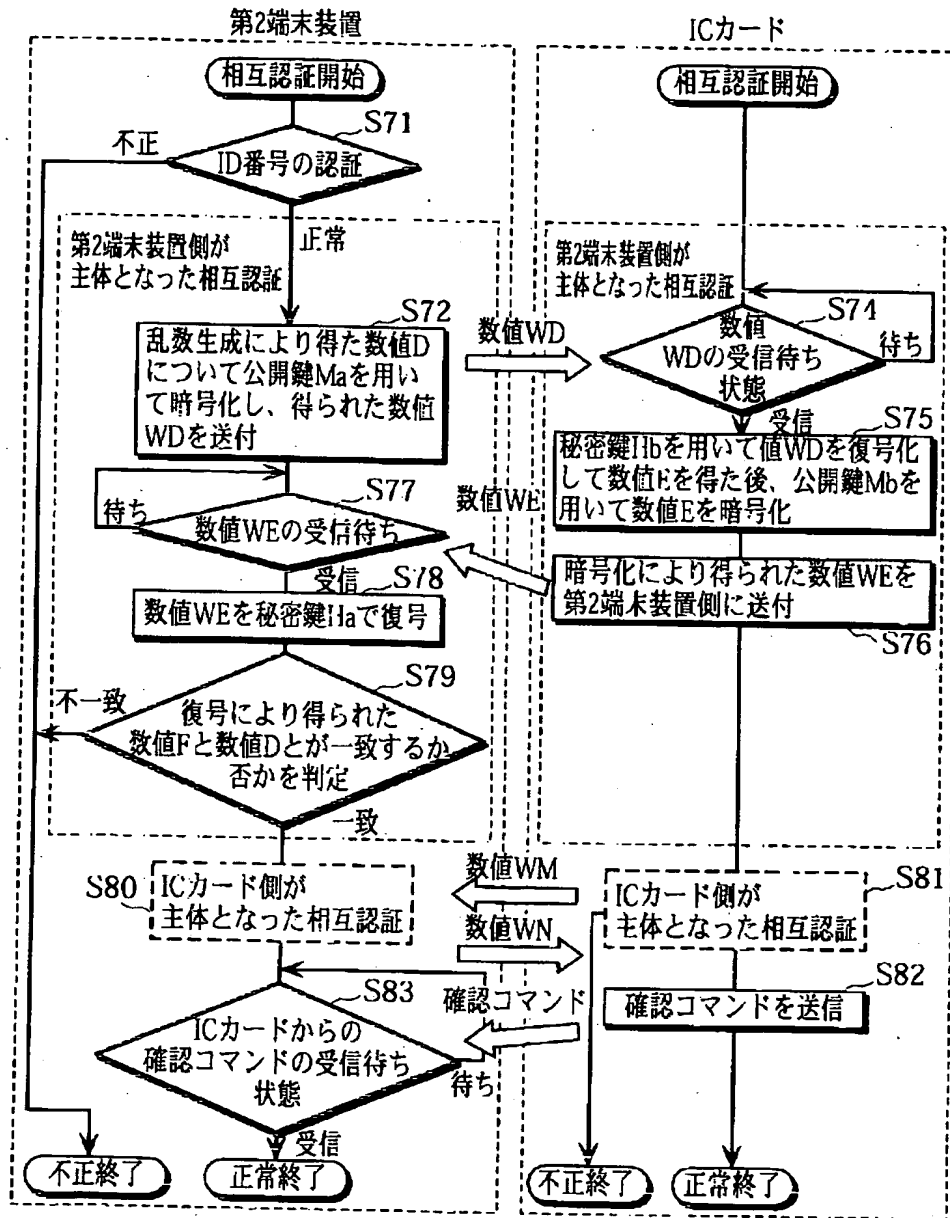 第2端末装置
相互認証開始
S71
不正
ID番号の認証
正常
第2端末装置側が
主体となった相互認証
S72
乱数生成により得た数値D
について公開鍵Maを用い
て暗号化し、得られた数値
WDを送付
数値WD
S77
待ち
数値WEの受信待ち
数値WE
受信
S78
数値WEを秘密鍵Haで復号
S79
不一致
復号により得られた
数値Fと数値Dとが一致するか
否かを判定
一致
数値WM
S80
ICカード側が
主体となった相互認証
数値WN
S83
確認コマンド
ICカードからの
確認コマンドの受信待ち
状態
待ち
受信
不正終了
正常終了
ICカード
相互認証開始
第2端末装置側が
主体となった相互認証
S74
数値
WDの受信待ち
状態
待ち
受信
S75
秘密鍵Hbを用いて値WDを復号化
して数値Eを得た後、公開鍵Mbを
用いて数値Eを暗号化
暗号化により得られた数値WEを
第2端末装置側に送付
S76
S81
ICカード側が
主体となった相互認証
S82
確認コマンドを送信
不正終了
正常終了